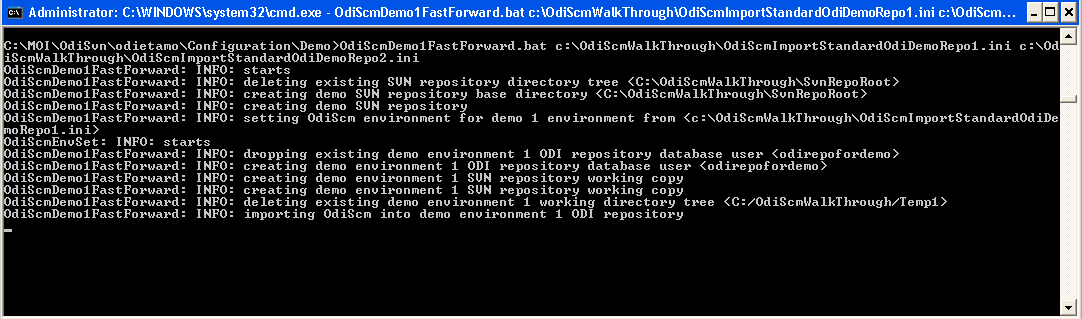 Administrator: C:\WINDOWS\system32\cmd.exe - OdiScmDemo1FastForward.bat c:\OdiScmWalkThrough\OdiScmImportStandardOdiDemoRepo1.ini c:\OdiScm...
C:\MOI\OdiSvn\odietamo\Configuration\Demo>OdiScmDemo1FastForward.bat c:\OdiScmWalkThrough\OdiScmImportStandardOdiDemoRepo1.ini c:\Od
iScmWalkThrough\OdiScmImportStandardOdiDemoRepo2.ini
OdiScmDemo1FastForward: INFO: starts
OdiScmDemo1FastForward: INFO: deleting existing SVN repository directory tree <C:\OdiScmWalkThrough\SvnRepoRoot>
OdiScmDemo1FastForward: INFO: creating demo SVN repository base directory <C:\OdiScmWalkThrough\SvnRepoRoot>
OdiScmDemo1FastForward: INFO: creating demo SVN repository
OdiScmDemo1FastForward: INFO: setting OdiScm environment for demo 1 environment from <c:\OdiScmWalkThrough\OdiScmImportStandardOdiDe
moRepo1.ini>
OdiScmEnvSet: INFO: starts
OdiScmDemo1FastForward: INFO: dropping existing demo environment 1 ODI repository database user <odirepofordemo>
OdiScmDemo1FastForward: INFO: creating demo environment 1 ODI repository database user <odirepofordemo>
OdiScmDemo1FastForward: INFO: creating demo environment 1 SVN repository working copy
OdiScmDemo1FastForward: INFO: creating demo environment 1 SVN repository working copy
OdiScmDemo1FastForward: INFO: deleting existing demo environment 1 working directory tree <C:/OdiScmWalkThrough/Temp1>
OdiScmDemo1FastForward: INFO: importing OdiScm into demo environment 1 ODI repository